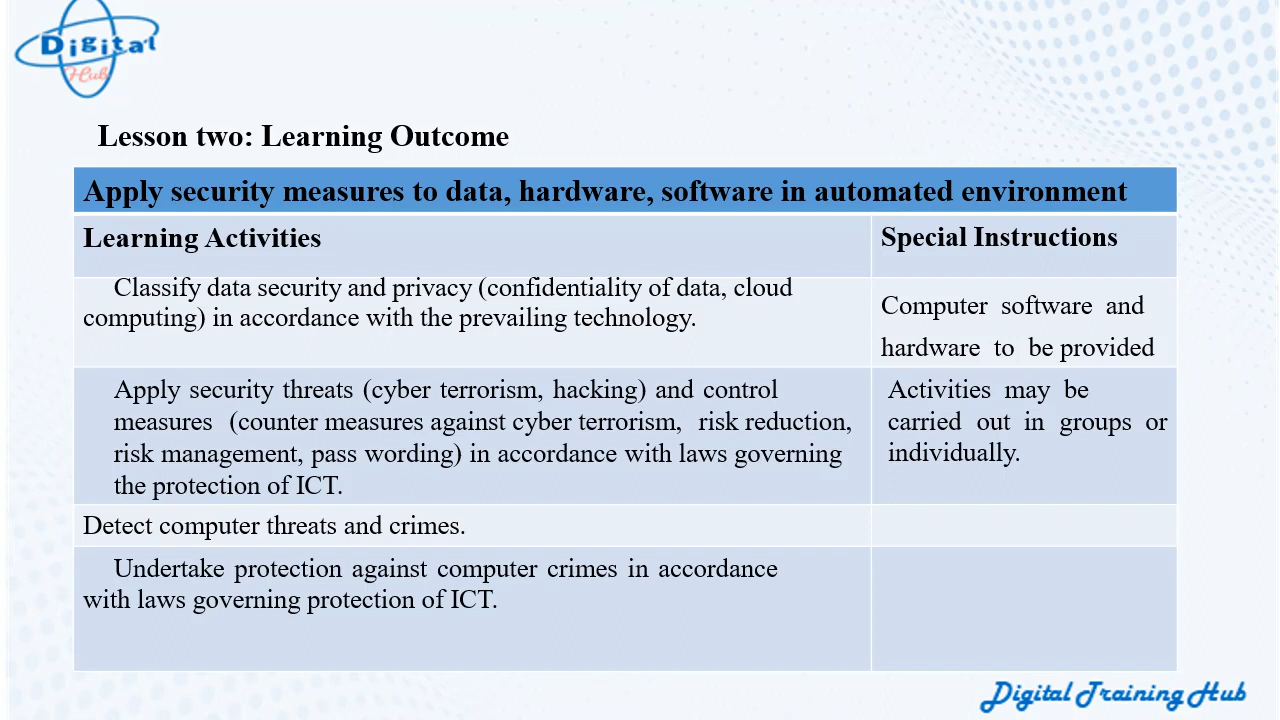 Digital
Hub
Lesson two: Learning Outcome
Apply security measures to data, hardware, software in automated environment
Learning Activities
Special Instructions
Classify data security and privacy (confidentiality of data, cloud
computing) in accordance with the prevailing technology.
Computer software and
hardware to be provided
Apply security threats (cyber terrorism, hacking) and control
measures (counter measures against cyber terrorism, risk reduction,
risk management, pass wording) in accordance with laws governing
the protection of ICT.
Activities may be
carried out in groups or
individually.
Detect computer threats and crimes.
Undertake protection against computer crimes in accordance
with laws governing protection of ICT.
Digital Training Hub